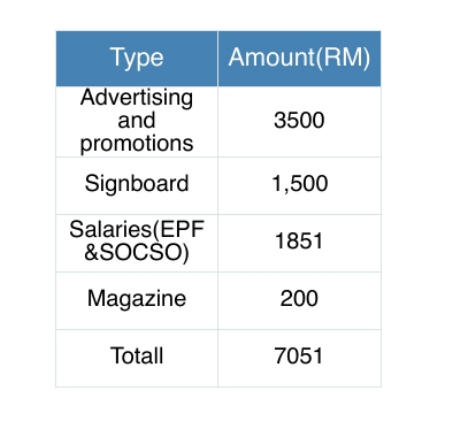 Type Amount(RM)
Advertising
and
promotions
3500
Signboard 1,500
Salaries(EPF
&SOCSO)
1851
Magazine 200
Totall 7051